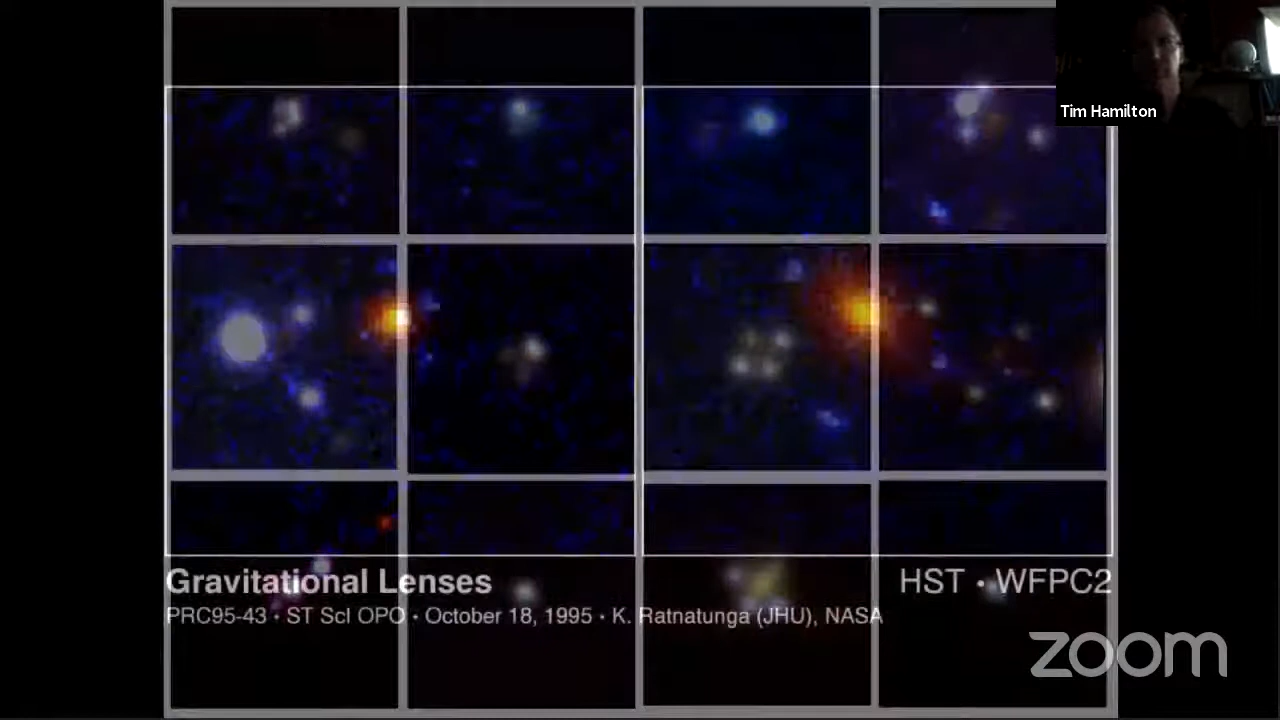 Tim Hamilton
Gravitational Lenses
HST • WFPC2
PRC95-43 • ST ScI OPO • October 18, 1995 • K. Ratnatunga (JHU), NASA
zoom